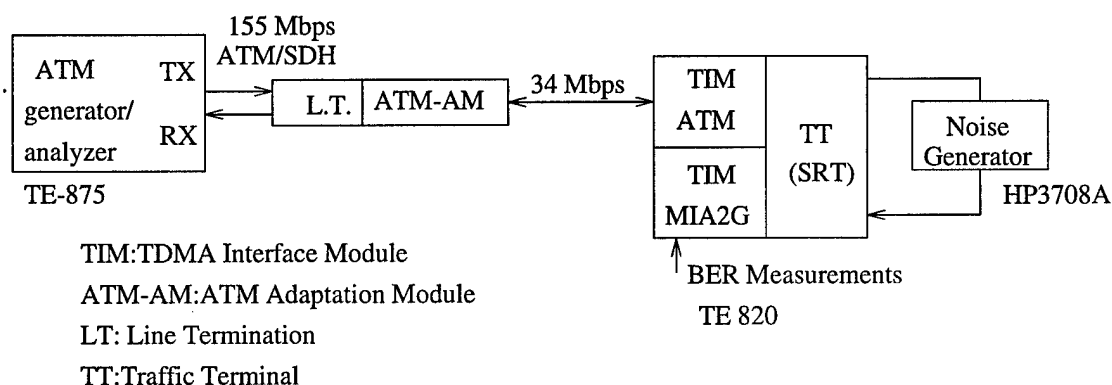 155 Mbps
ATM/SDH
ATM TX
generator/
analyzer
RX
TE-875
L.T. ATM-AM
34 Mbps
TIM
ATM
TIM
MIA2G
TT
(SRT)
Noise
Generator
HP3708A
BER Measurements
TE 820
TIM:TDMA Interface Module
ATM-AM:ATM Adaptation Module
LT: Line Termination
TT:Traffic Terminal